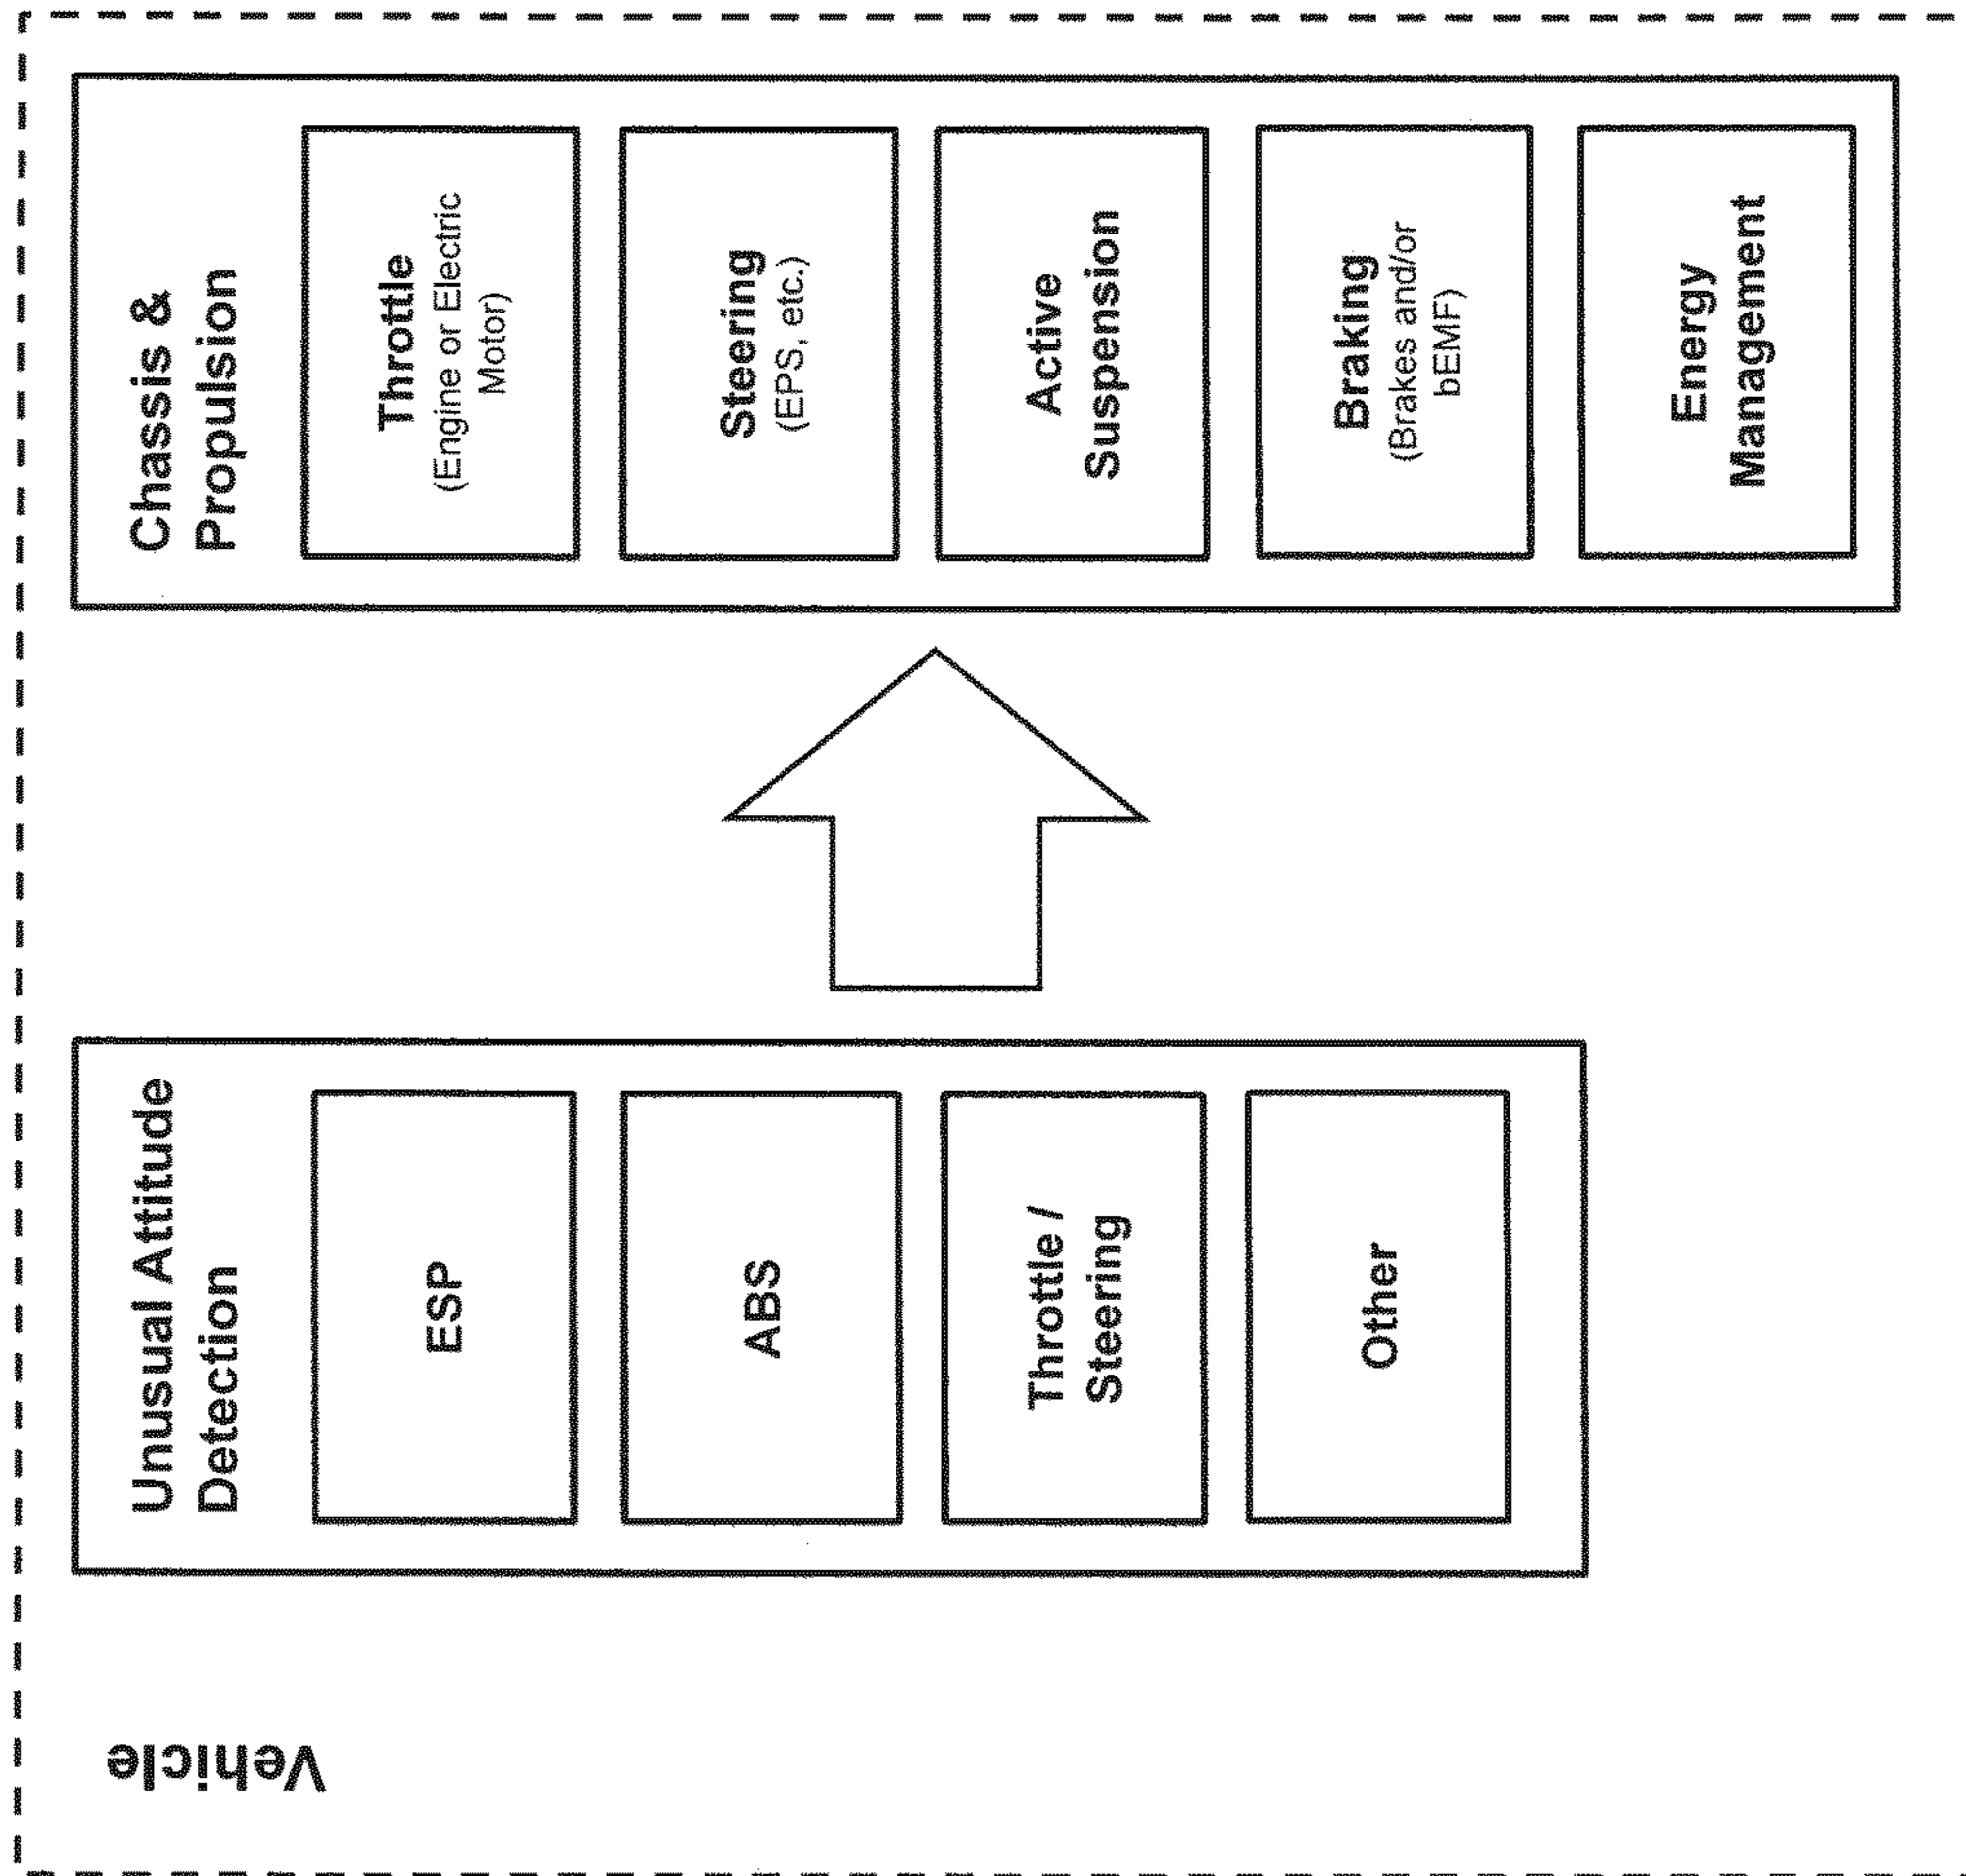 Vehicle
Unusual Attitude
Detection
ESP
ABS
Throttle /
Steering
Other
Chassis &
Propulsion
Throttle
(Engine or Electric
Motor)
Steering
(EPS, etc.)
Active
Suspension
Braking
(Brakes and/or
bEMF)
Energy
Management